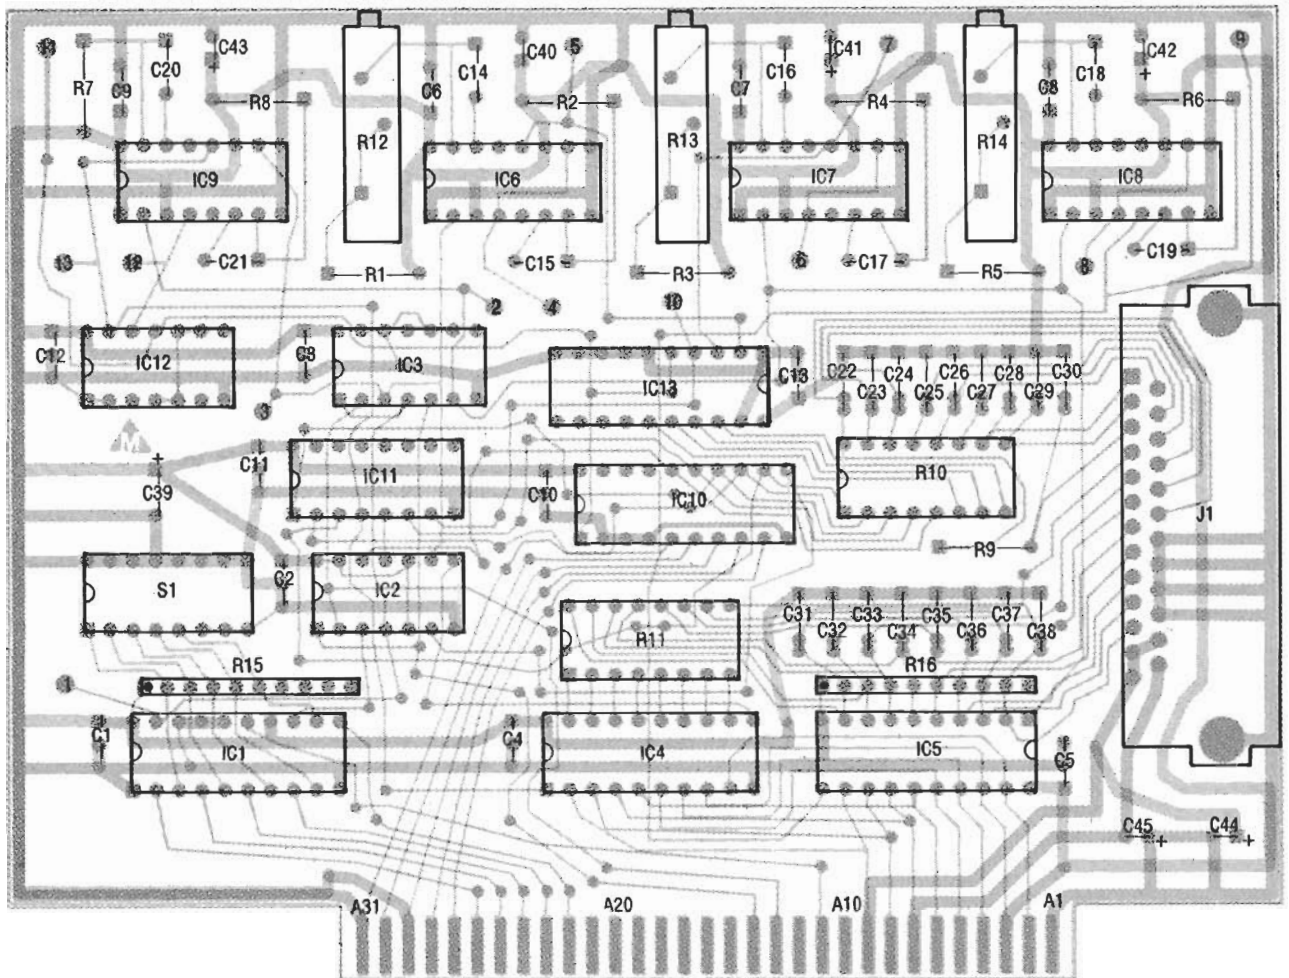 11
R7
C9
C20
C43
+
R8
R12
C6
C14
C40
5
R2
R13
C7
C16
C41
+
7
R4
R14
C8
C18
C42
+
R6
9
IC9
IC6
IC7
IC8
13
12
C21
R1
C15
R3
6
C17
R5
8
C19
2
4
10
C12
IC12
C3
IC3
IC13
C13
C22
C23
C24
C25
C26
C27
C28
C29
C30
3
M
+
C39
C11
IC11
C10
IC10
R10
J1
R9
S1
C2
IC2
R11
C31
C32
C33
C34
C35
C36
C37
C38
1
R15
R16
C1
IC1
C4
IC4
IC5
C5
C45
+
C44
+
A31
A20
A10
A1